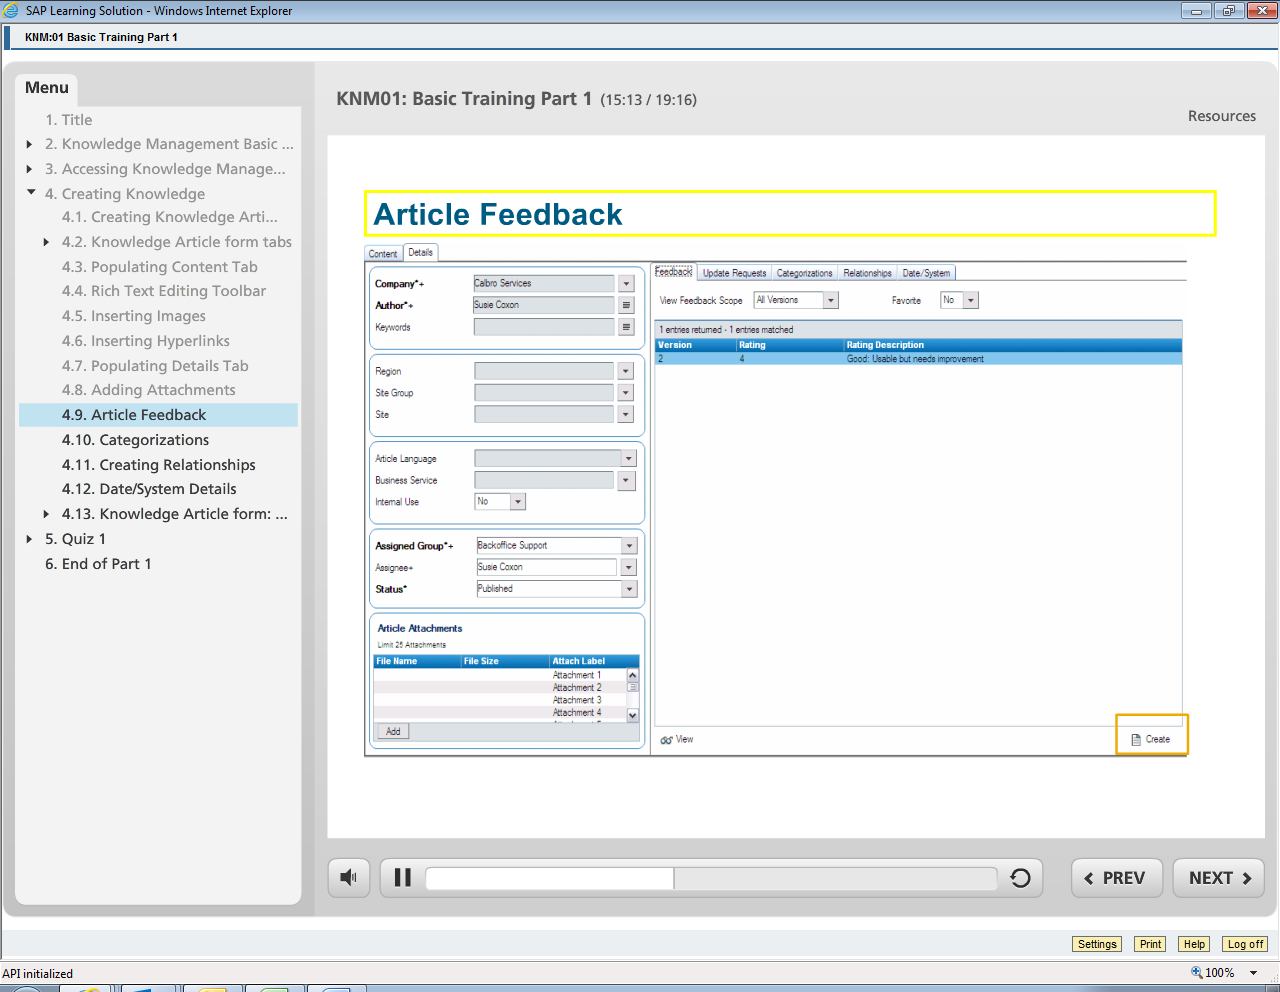 SAP Learning Solution - Windows Internet Explorer
KNM:01 Basic Training Part 1
Menu
1. Title
2. Knowledge Management Basic ...
3. Accessing Knowledge Manage...
4. Creating Knowledge
4.1. Creating Knowledge Arti...
4.2. Knowledge Article form tabs
4.3. Populating Content Tab
4.4. Rich Text Editing Toolbar
4.5. Inserting Images
4.6. Inserting Hyperlinks
4.7. Populating Details Tab
4.8. Adding Attachments
4.9. Article Feedback
4.10. Categorizations
4.11. Creating Relationships
4.12. Date/System Details
4.13. Knowledge Article form: ...
5. Quiz 1
6. End of Part 1
KNM01: Basic Training Part 1 (15:13 / 19:16)
Resources
Article Feedback
Content Details
Company*+ Calbro Services
Author*+ Susie Coxon
Keywords
Region
Site Group
Site
Article Language
Business Service
Internal Use No
Assigned Group*+ Backoffice Support
Assignee+ Susie Coxon
Status* Published
Article Attachments
Limit 25 Attachments
File Name File Size Attach Label
Attachment 1
Attachment 2
Attachment 3
Attachment 4
Add
Feedback Update Requests Categorizations Relationships Date/System
View Feedback Scope All Versions Favorite No
1 entries returned - 1 entries matched
Version Rating Rating Description
2 4 Good: Usable but needs improvement
View Create
PREV NEXT
Settings Print Help Log off
API initialized 100%